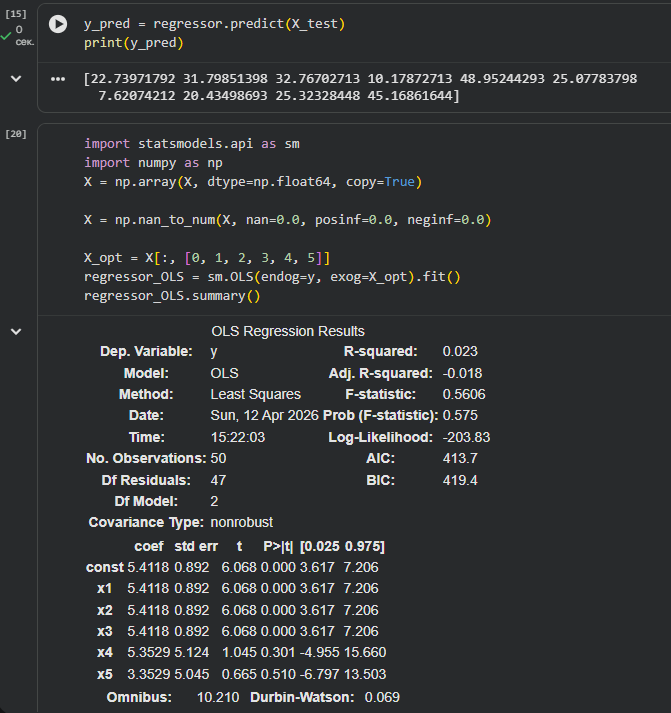 [15]
0
сек.
y_pred = regressor.predict(X_test)
print(y_pred)
[22.73971792 31.79851398 32.76702713 10.17872713 48.95244293 25.07783798
7.62074212 20.43498693 25.32328448 45.16861644]
[20]
import statsmodels.api as sm
import numpy as np
X = np.array(X, dtype=np.float64, copy=True)
X = np.nan_to_num(X, nan=0.0, posinf=0.0, neginf=0.0)
X_opt = X[:, [0, 1, 2, 3, 4, 5]]
regressor_OLS = sm.OLS(endog=y, exog=X_opt).fit()
regressor_OLS.summary()
OLS Regression Results
Dep. Variable: y R-squared: 0.023
Model: OLS Adj. R-squared: -0.018
Method: Least Squares F-statistic: 0.5606
Date: Sun, 12 Apr 2026 Prob (F-statistic): 0.575
Time: 15:22:03 Log-Likelihood: -203.83
No. Observations: 50 AIC: 413.7
Df Residuals: 47 BIC: 419.4
Df Model: 2
Covariance Type: nonrobust
coef std err t P>|t| [0.025 0.975]
const 5.4118 0.892 6.068 0.000 3.617 7.206
x1 5.4118 0.892 6.068 0.000 3.617 7.206
x2 5.4118 0.892 6.068 0.000 3.617 7.206
x3 5.4118 0.892 6.068 0.000 3.617 7.206
x4 5.3529 5.124 1.045 0.301 -4.955 15.660
x5 3.3529 5.045 0.665 0.510 -6.797 13.503
Omnibus: 10.210 Durbin-Watson: 0.069